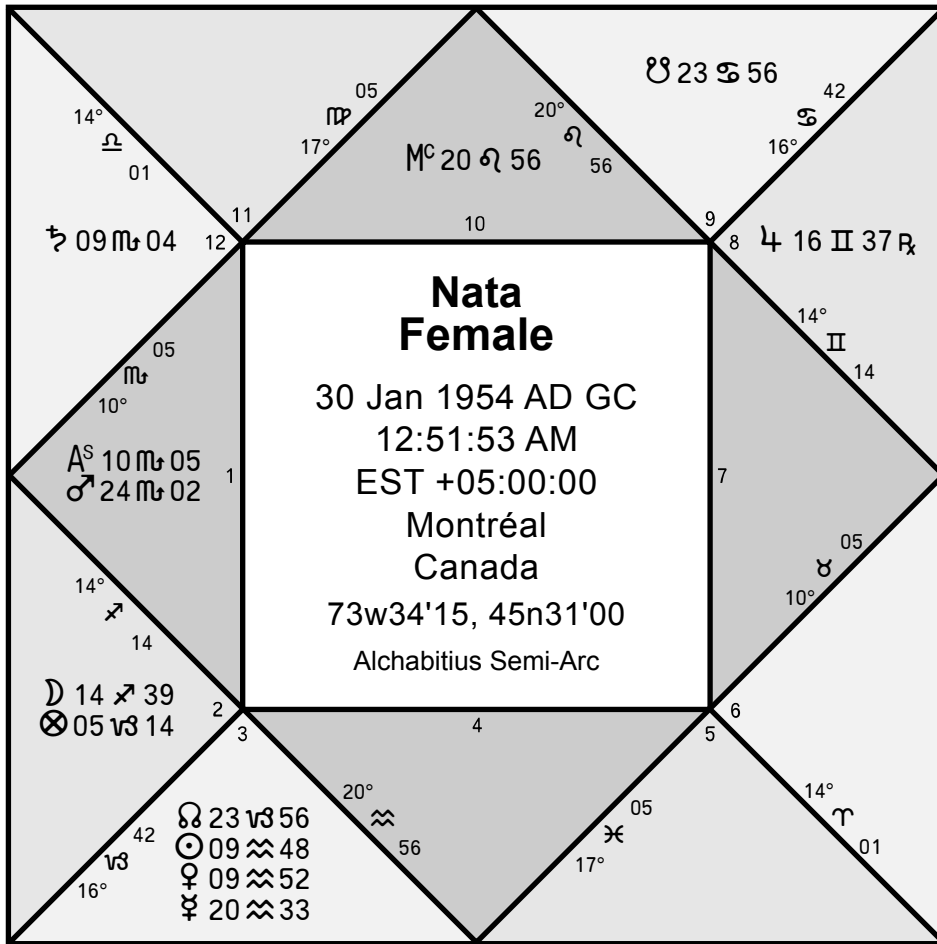 ☋ 23 ♋ 56
05
♍
17°
20°
♌
56
42
♋
16°
14°
♎
01
Mᶜ 20 ♌ 56
11
10
9
12
8
♄ 09 ♏ 04
♃ 16 ♊ 37 ℞
Nata
Female
14°
♊
14
05
♏
10°
30 Jan 1954 AD GC
12:51:53 AM
Aˢ 10 ♏ 05
♂ 24 ♏ 02
1
7
EST +05:00:00
Montréal
Canada
05
♉
10°
14°
♐
14
73w34'15, 45n31'00
Alchabitius Semi-Arc
☽ 14 ♐ 39
⊗ 05 ♑ 14
2
3
4
6
5
20°
♒
56
05
♓
17°
14°
♈
01
42
♑
16°
☊ 23 ♑ 56
☉ 09 ♒ 48
♀ 09 ♒ 52
☿ 20 ♒ 33